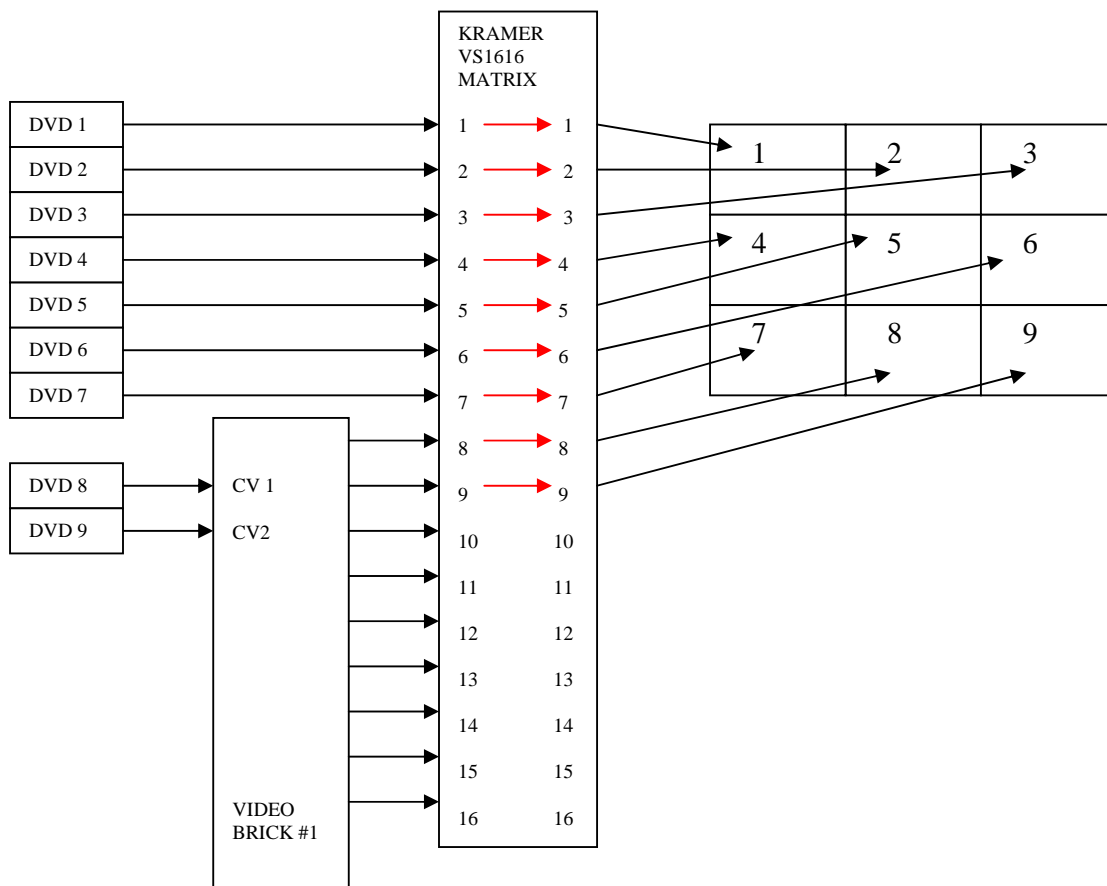 KRAMER
VS1616
MATRIX
DVD 1
DVD 2
DVD 3
DVD 4
DVD 5
DVD 6
DVD 7
DVD 8
DVD 9
CV 1
CV2
VIDEO
BRICK #1
1 1
2 2
3 3
4 4
5 5
6 6
7 7
8 8
9 9
10 10
11 11
12 12
13 13
14 14
15 15
16 16
1 2 3
4 5 6
7 8 9